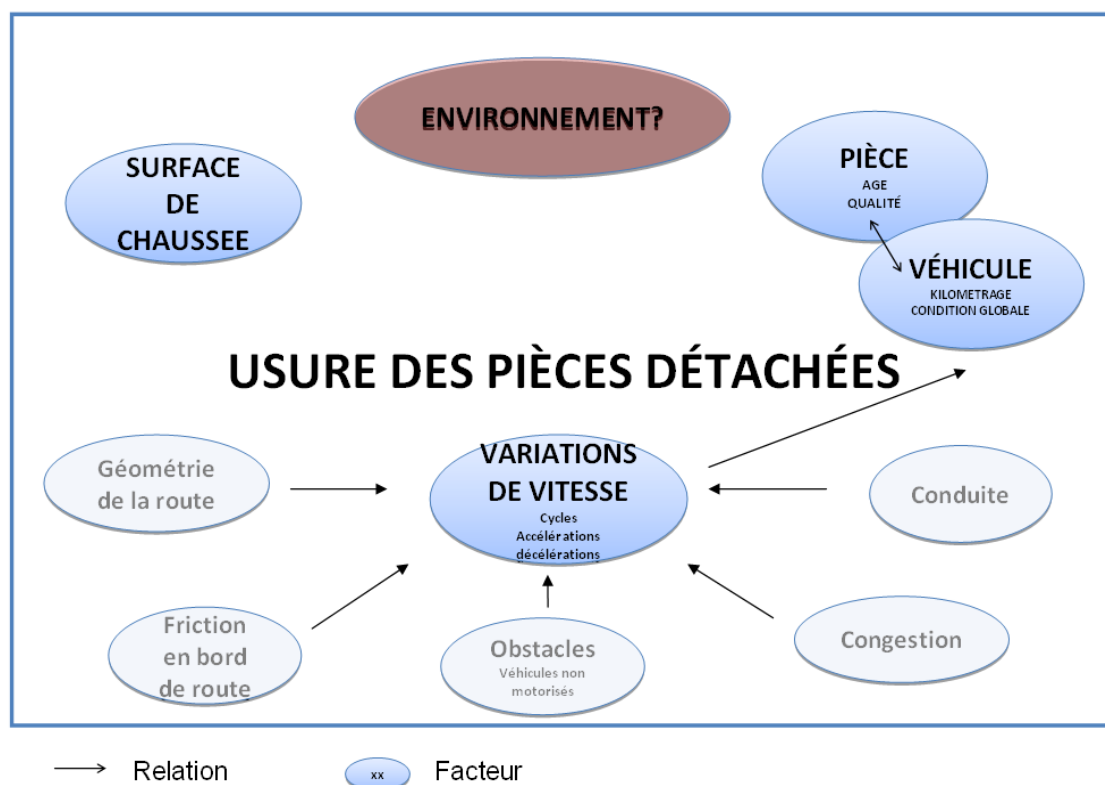 ENVIRONNEMENT?
SURFACE
DE
CHAUSSEE
PIÈCE
AGE
QUALITÉ
VÉHICULE
KILOMETRAGE
CONDITION GLOBALE
USURE DES PIÈCES DÉTACHÉES
Géométrie
de la route
VARIATIONS
DE VITESSE
Cycles
Accélérations
décélérations
Conduite
Friction
en bord
de route
Obstacles
Véhicules non
motorisés
Congestion
Relation
xx
Facteur